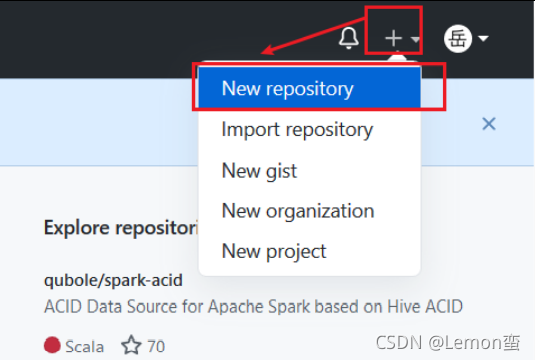 岳
New repository
Import repository
New gist
New organization
New project
Explore repositori
qubole/spark-acid
ACID Data Source for Apache Spark based on Hive ACID
Scala 70
CSDN @Lemon蛮